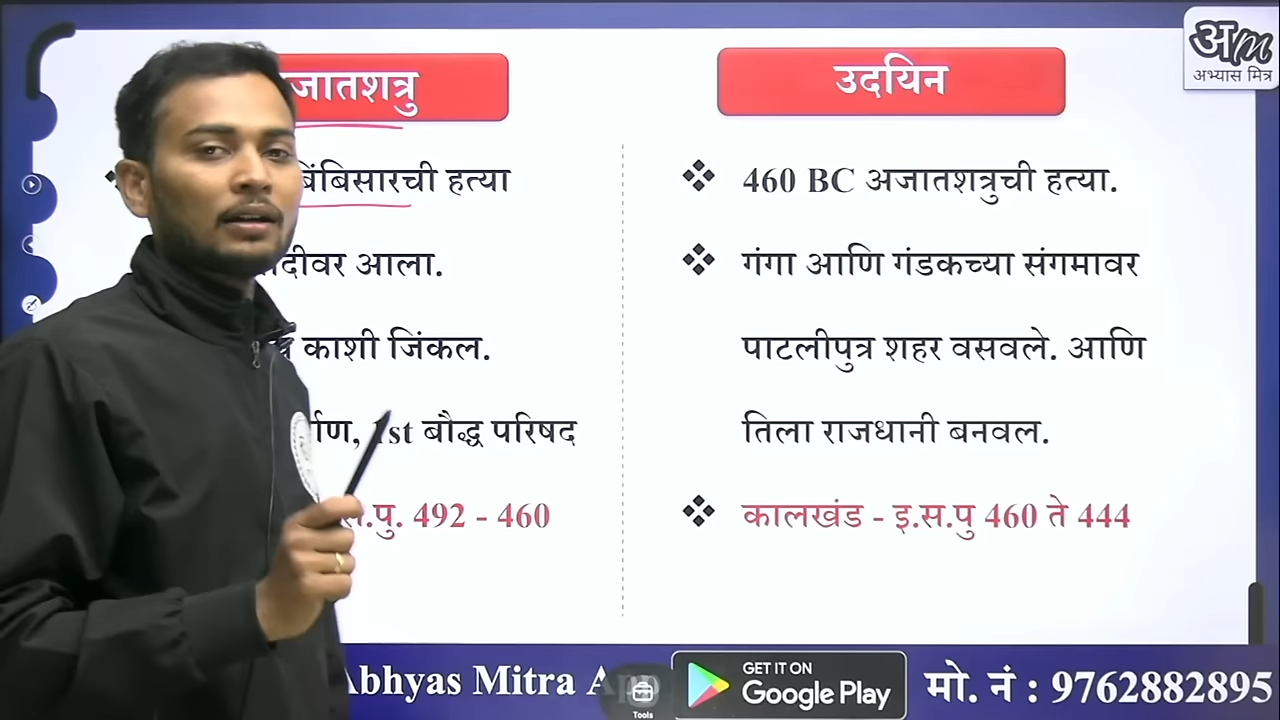 जातशत्रु
बिंबिसारची हत्या
दीवर आला.
काशी जिंकल.
1st बौद्ध परिषद
स.पु. 492 - 460
उदयिन
460 BC अजातशत्रुची हत्या.
गंगा आणि गंडकच्या संगमावर
पाटलीपुत्र शहर वसवले. आणि
तिला राजधानी बनवल.
कालखंड - इ.स.पु 460 ते 444
अm
अभ्यास मित्र
Abhyas Mitra App
Tools
GET IT ON
Google Play
मो. नं : 9762882895